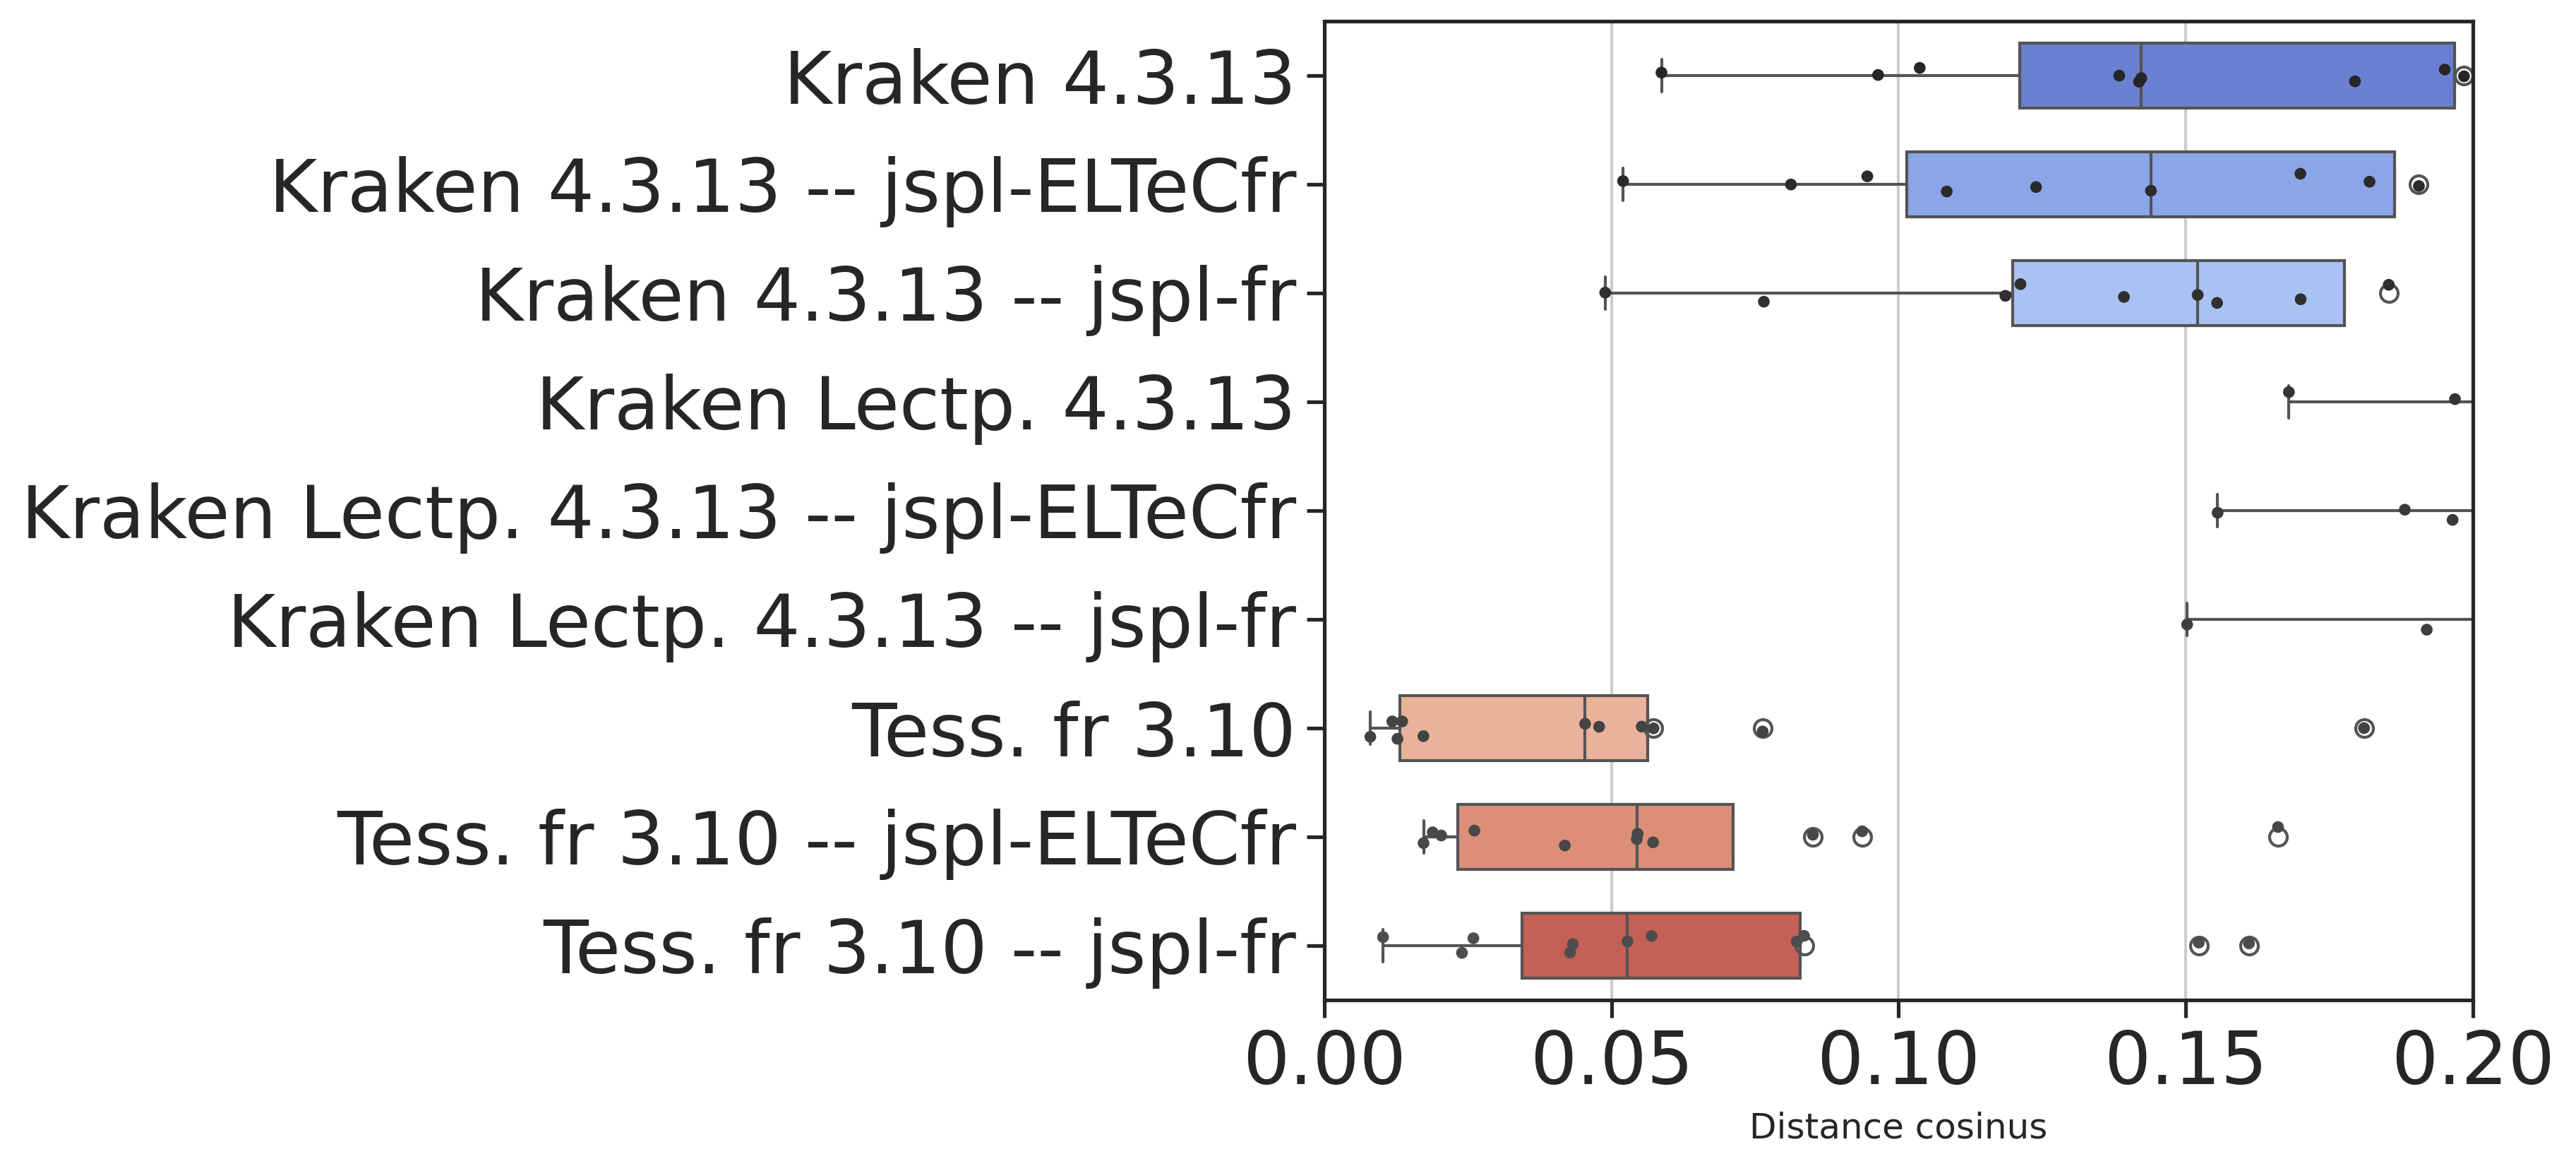 Kraken 4.3.13
Kraken 4.3.13 -- jspl-ELTeCfr
Kraken 4.3.13 -- jspl-fr
Kraken Lectp. 4.3.13
Kraken Lectp. 4.3.13 -- jspl-ELTeCfr
Kraken Lectp. 4.3.13 -- jspl-fr
Tess. fr 3.10
Tess. fr 3.10 -- jspl-ELTeCfr
Tess. fr 3.10 -- jspl-fr
0.00 0.05 0.10 0.15 0.20
Distance cosinus